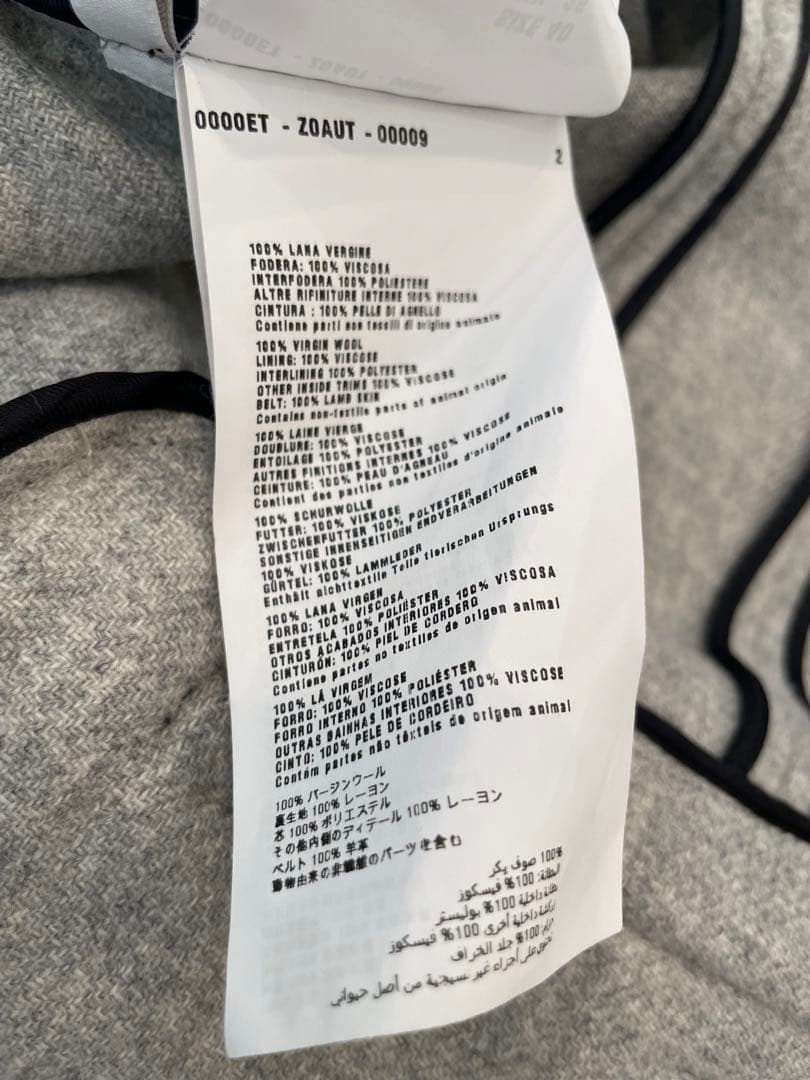 SIZE 40
0000ET - Z0AUT - 00009
2
100% LANA VERGINE
FODERA: 100% VISCOSA
INTERFODERA 100% POLIESTERE
ALTRE RIFINITURE INTERNE 100% VISCOSA
CINTURA : 100% PELLE DI AGNELLO
Contiene parti non tessili di origine animale
100% VIRGIN WOOL
LINING: 100% VISCOSE
INTERLINING 100% POLYESTER
OTHER INSIDE TRIMS 100% VISCOSE
BELT: 100% LAMB SKIN
Contains non-textile parts of animal origin
100% LAINE VIERGE
DOUBLURE: 100% VISCOSE
ENTOILAGE 100% POLYESTER
AUTRES FINITIONS INTERNES 100% VISCOSE
CEINTURE: 100% PEAU D'AGNEAU
Contient des parties non textiles d'origine animale
100% SCHURWOLLE
FUTTER: 100% VISKOSE
ZWISCHENFUTTER 100% POLYESTER
SONSTIGE INNENSEITIGEN ENDVERARBEITUNGEN
100% VISKOSE
GÜRTEL: 100% LAMMLEDER
Enthält nichttextile Teile tierischen Ursprungs
100% LANA VIRGEN
FORRO: 100% VISCOSA
ENTRETELA 100% POLIÉSTER
OTROS ACABADOS INTERIORES 100% VISCOSA
CINTURÓN: 100% PIEL DE CORDERO
Contiene partes no textiles de origen animal
100% LÃ VIRGEM
FORRO: 100% VISCOSE
FORRO INTERNO 100% POLIÉSTER
OUTRAS BAINHAS INTERIORES 100% VISCOSE
CINTO: 100% PELE DE CORDEIRO
Contém partes não têxteis de origem animal
100% バージンウール
裏生地 100% レーヨン
芯 100% ポリエステル
その他内側のディテール 100% レーヨン
ベルト 100% 羊革
動物由来の非繊維のパーツを含む
100% صوف بكر
البطانة: 100% فيسكوز
بطانة داخلية 100% بوليستر
داخلية أخرى 100% فيسكوز
حزام: 100% جلد الخراف
تحتوي على أجزاء غير نسيجية من أصل حيواني